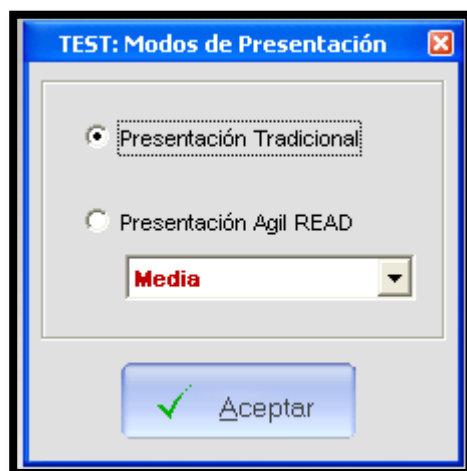 TEST: Modos de Presentación
Presentación Tradicional
Presentación Agil READ
Media
Aceptar